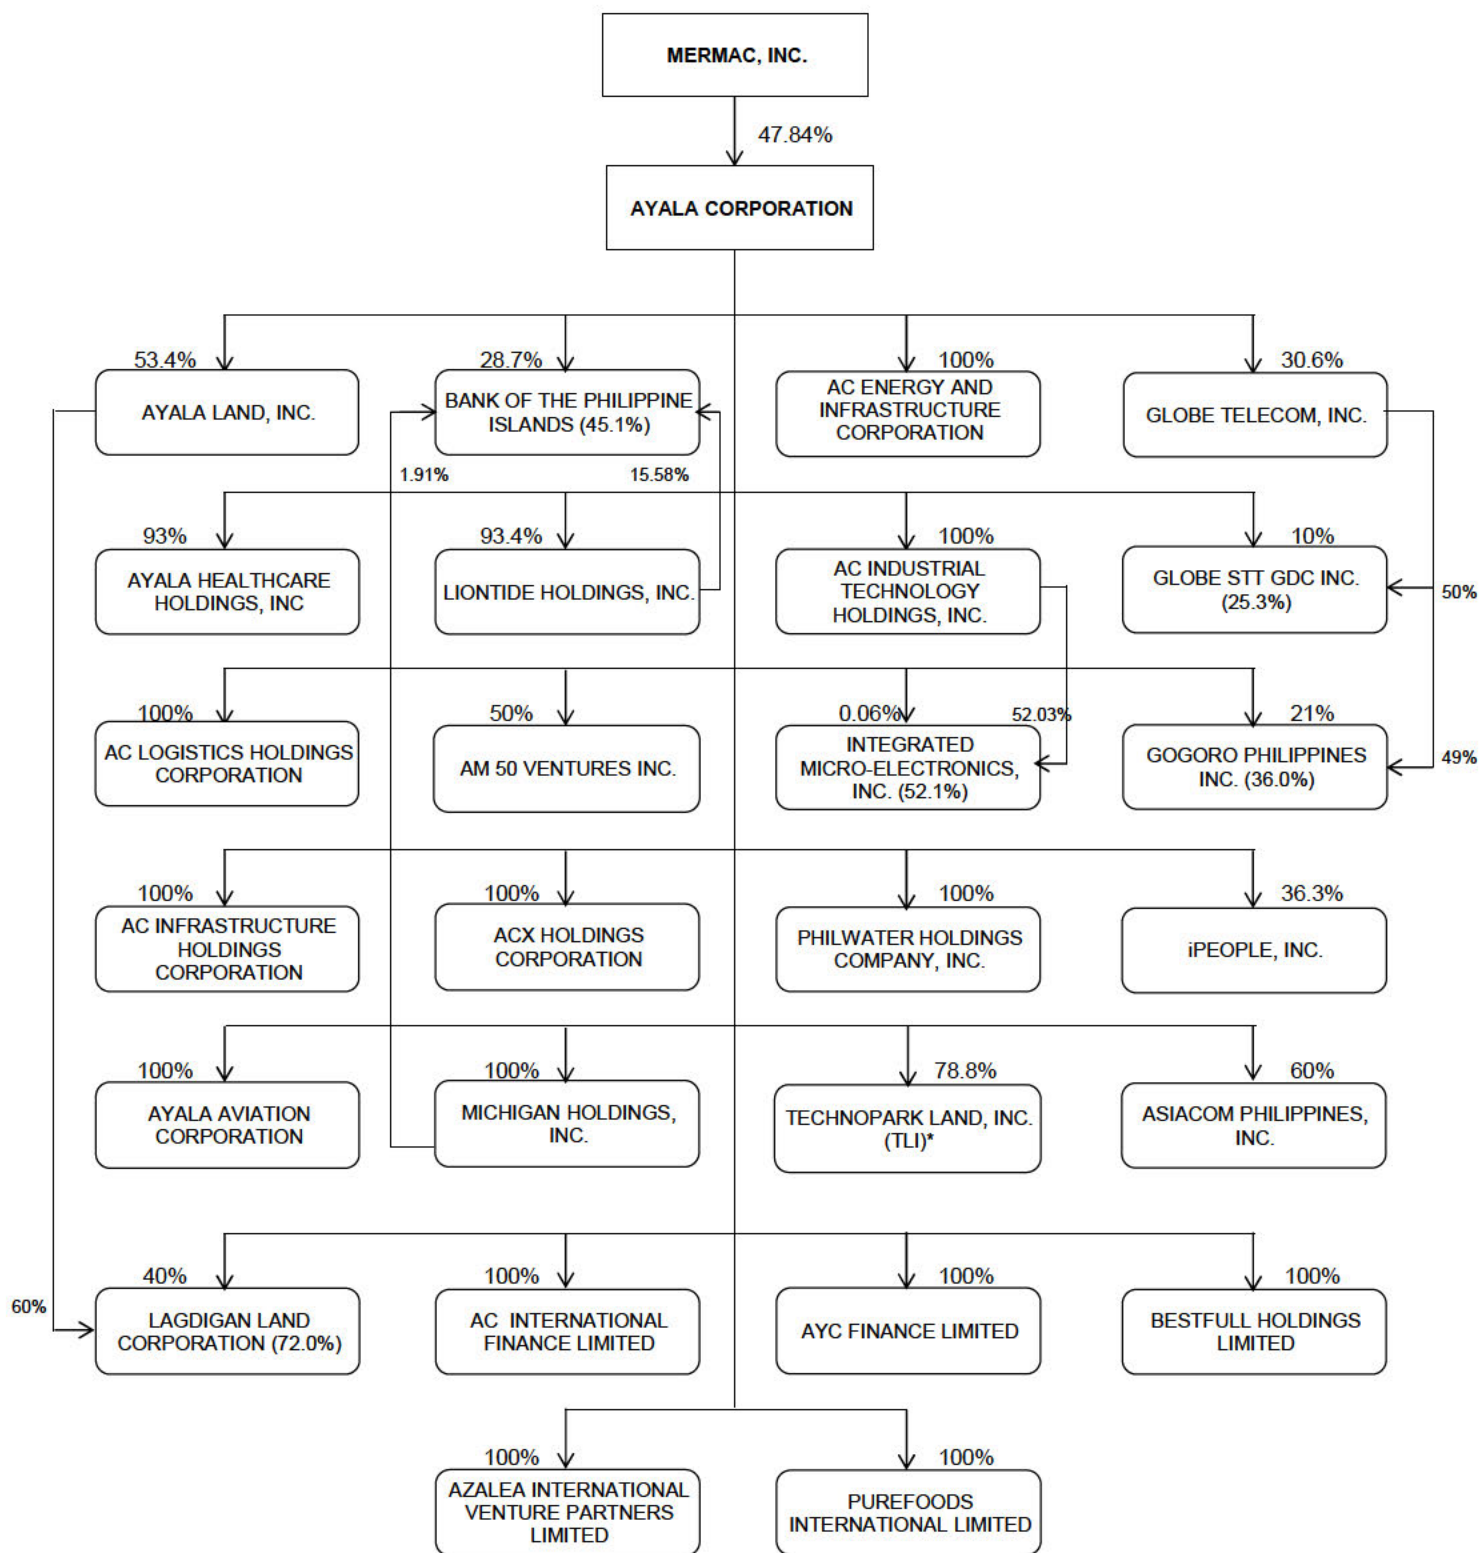 MERMAC, INC.
47.84%
AYALA CORPORATION
53.4%
28.7%
100%
30.6%
AYALA LAND, INC.
BANK OF THE PHILIPPINE
ISLANDS (45.1%)
AC ENERGY AND
INFRASTRUCTURE
CORPORATION
GLOBE TELECOM, INC.
1.91%
15.58%
93%
93.4%
100%
10%
AYALA HEALTHCARE
HOLDINGS, INC
LIONTIDE HOLDINGS, INC.
AC INDUSTRIAL
TECHNOLOGY
HOLDINGS, INC.
GLOBE STT GDC INC.
(25.3%)
50%
100%
50%
0.06%
52.03%
21%
AC LOGISTICS HOLDINGS
CORPORATION
AM 50 VENTURES INC.
INTEGRATED
MICRO-ELECTRONICS,
INC. (52.1%)
GOGORO PHILIPPINES
INC. (36.0%)
49%
100%
100%
100%
36.3%
AC INFRASTRUCTURE
HOLDINGS
CORPORATION
ACX HOLDINGS
CORPORATION
PHILWATER HOLDINGS
COMPANY, INC.
iPEOPLE, INC.
100%
100%
78.8%
60%
AYALA AVIATION
CORPORATION
MICHIGAN HOLDINGS,
INC.
TECHNOPARK LAND, INC.
(TLI)*
ASIACOM PHILIPPINES,
INC.
40%
100%
100%
100%
60%
LAGDIGAN LAND
CORPORATION (72.0%)
AC INTERNATIONAL
FINANCE LIMITED
AYC FINANCE LIMITED
BESTFULL HOLDINGS
LIMITED
100%
100%
AZALEA INTERNATIONAL
VENTURE PARTNERS
LIMITED
PUREFOODS
INTERNATIONAL LIMITED